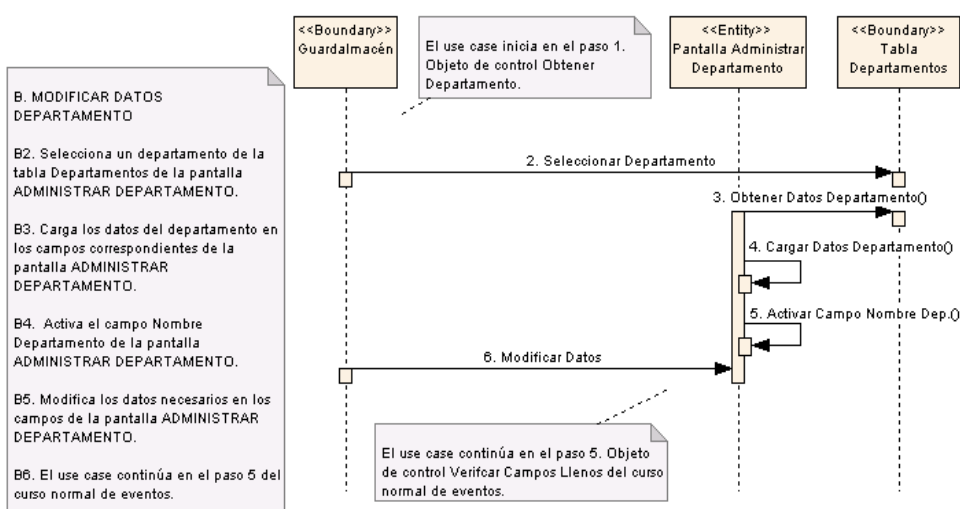 <<Boundary>>
Guardalmacén
El use case inicia en el paso 1.
Objeto de control Obtener
Departamento.
<<Entity>>
Pantalla Administrar
Departamento
<<Boundary>>
Tabla
Departamentos
B. MODIFICAR DATOS
DEPARTAMENTO
B2. Selecciona un departamento de la
tabla Departamentos de la pantalla
ADMINISTRAR DEPARTAMENTO.
B3. Carga los datos del departamento en
los campos correspondientes de la
pantalla ADMINISTRAR
DEPARTAMENTO.
B4. Activa el campo Nombre
Departamento de la pantalla
ADMINISTRAR DEPARTAMENTO.
B5. Modifica los datos necesarios en los
campos de la pantalla ADMINISTRAR
DEPARTAMENTO.
B6. El use case continúa en el paso 5 del
curso normal de eventos.
2. Seleccionar Departamento
3. Obtener Datos Departamento()
4. Cargar Datos Departamento()
5. Activar Campo Nombre Dep.()
6. Modificar Datos
El use case continúa en el paso 5. Objeto
de control Verifcar Campos Llenos del curso
normal de eventos.